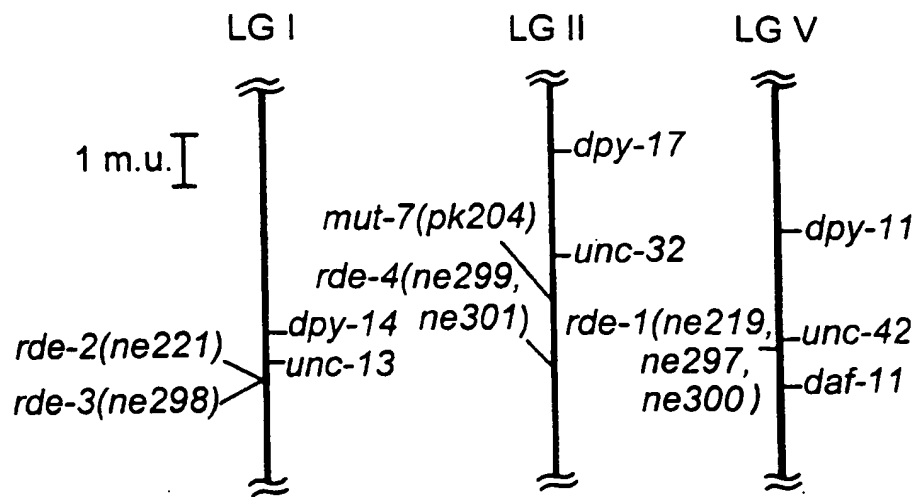 LG I
LG II
LG V
1 m.u.
dpy-17
mut-7(pk204)
dpy-11
unc-32
rde-4(ne299,
ne301)
dpy-14
rde-1(ne219,
ne297,
ne300)
unc-42
rde-2(ne221)
unc-13
daf-11
rde-3(ne298)